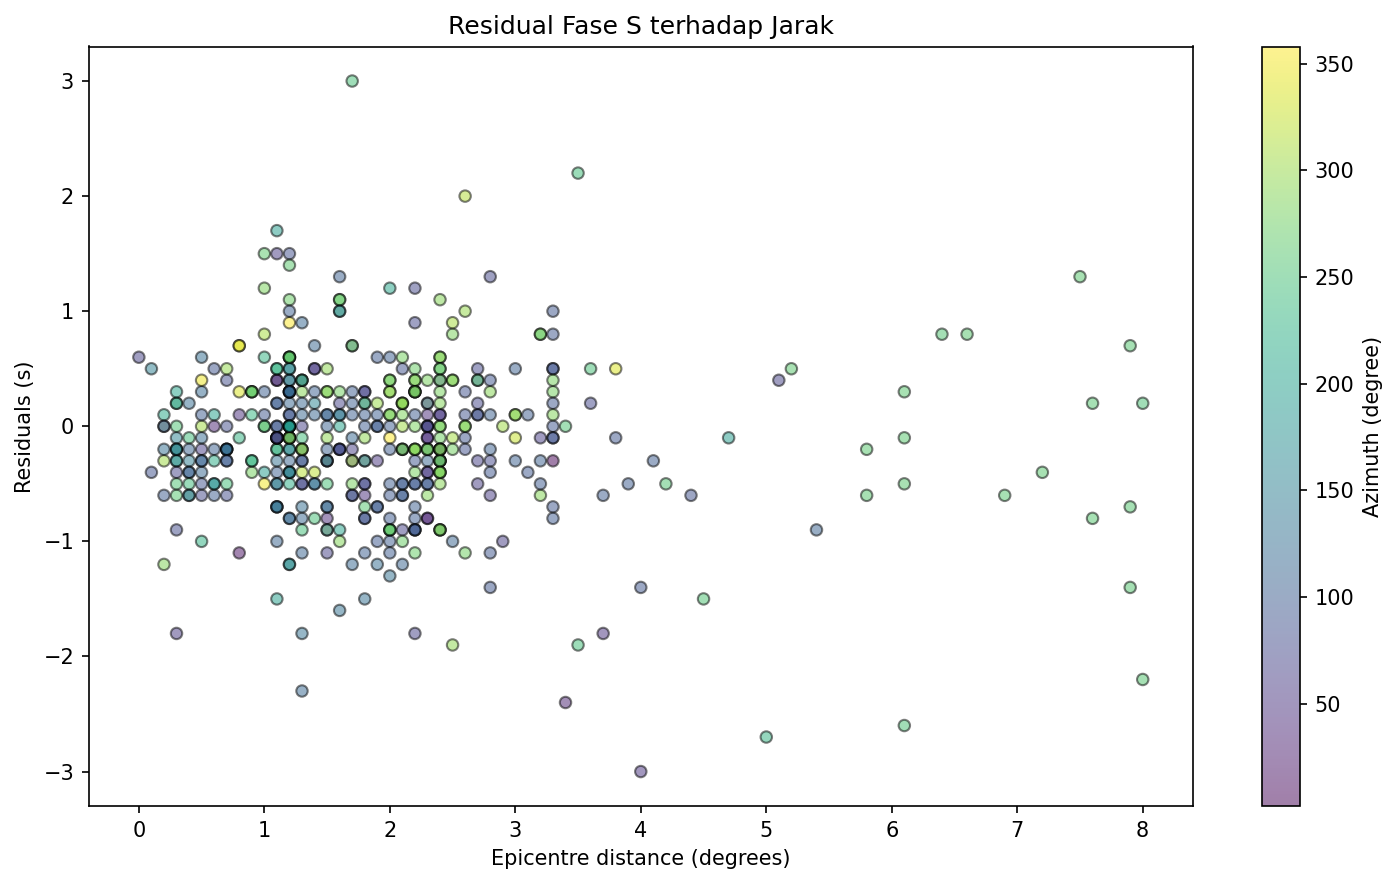 Residual Fase S terhadap Jarak
Residuals (s)
3
2
1
0
−1
−2
−3
0 1 2 3 4 5 6 7 8
Epicentre distance (degrees)
350
300
250
200
150
100
50
Azimuth (degree)